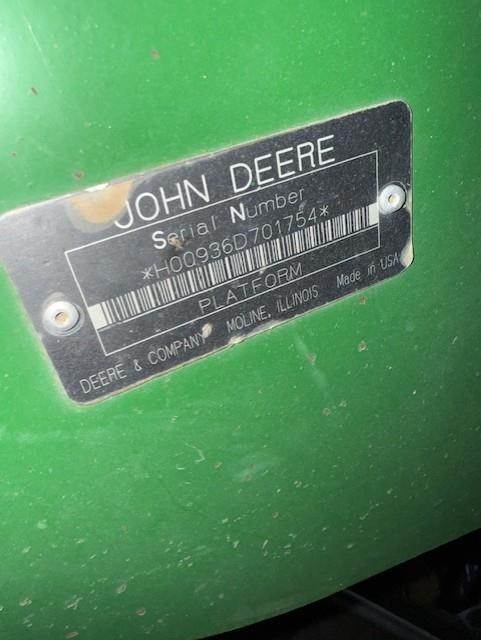 JOHN DEERE
Serial Number
*H00936D701754*
PLATFORM
DEERE & COMPANY MOLINE, ILLINOIS Made in USA